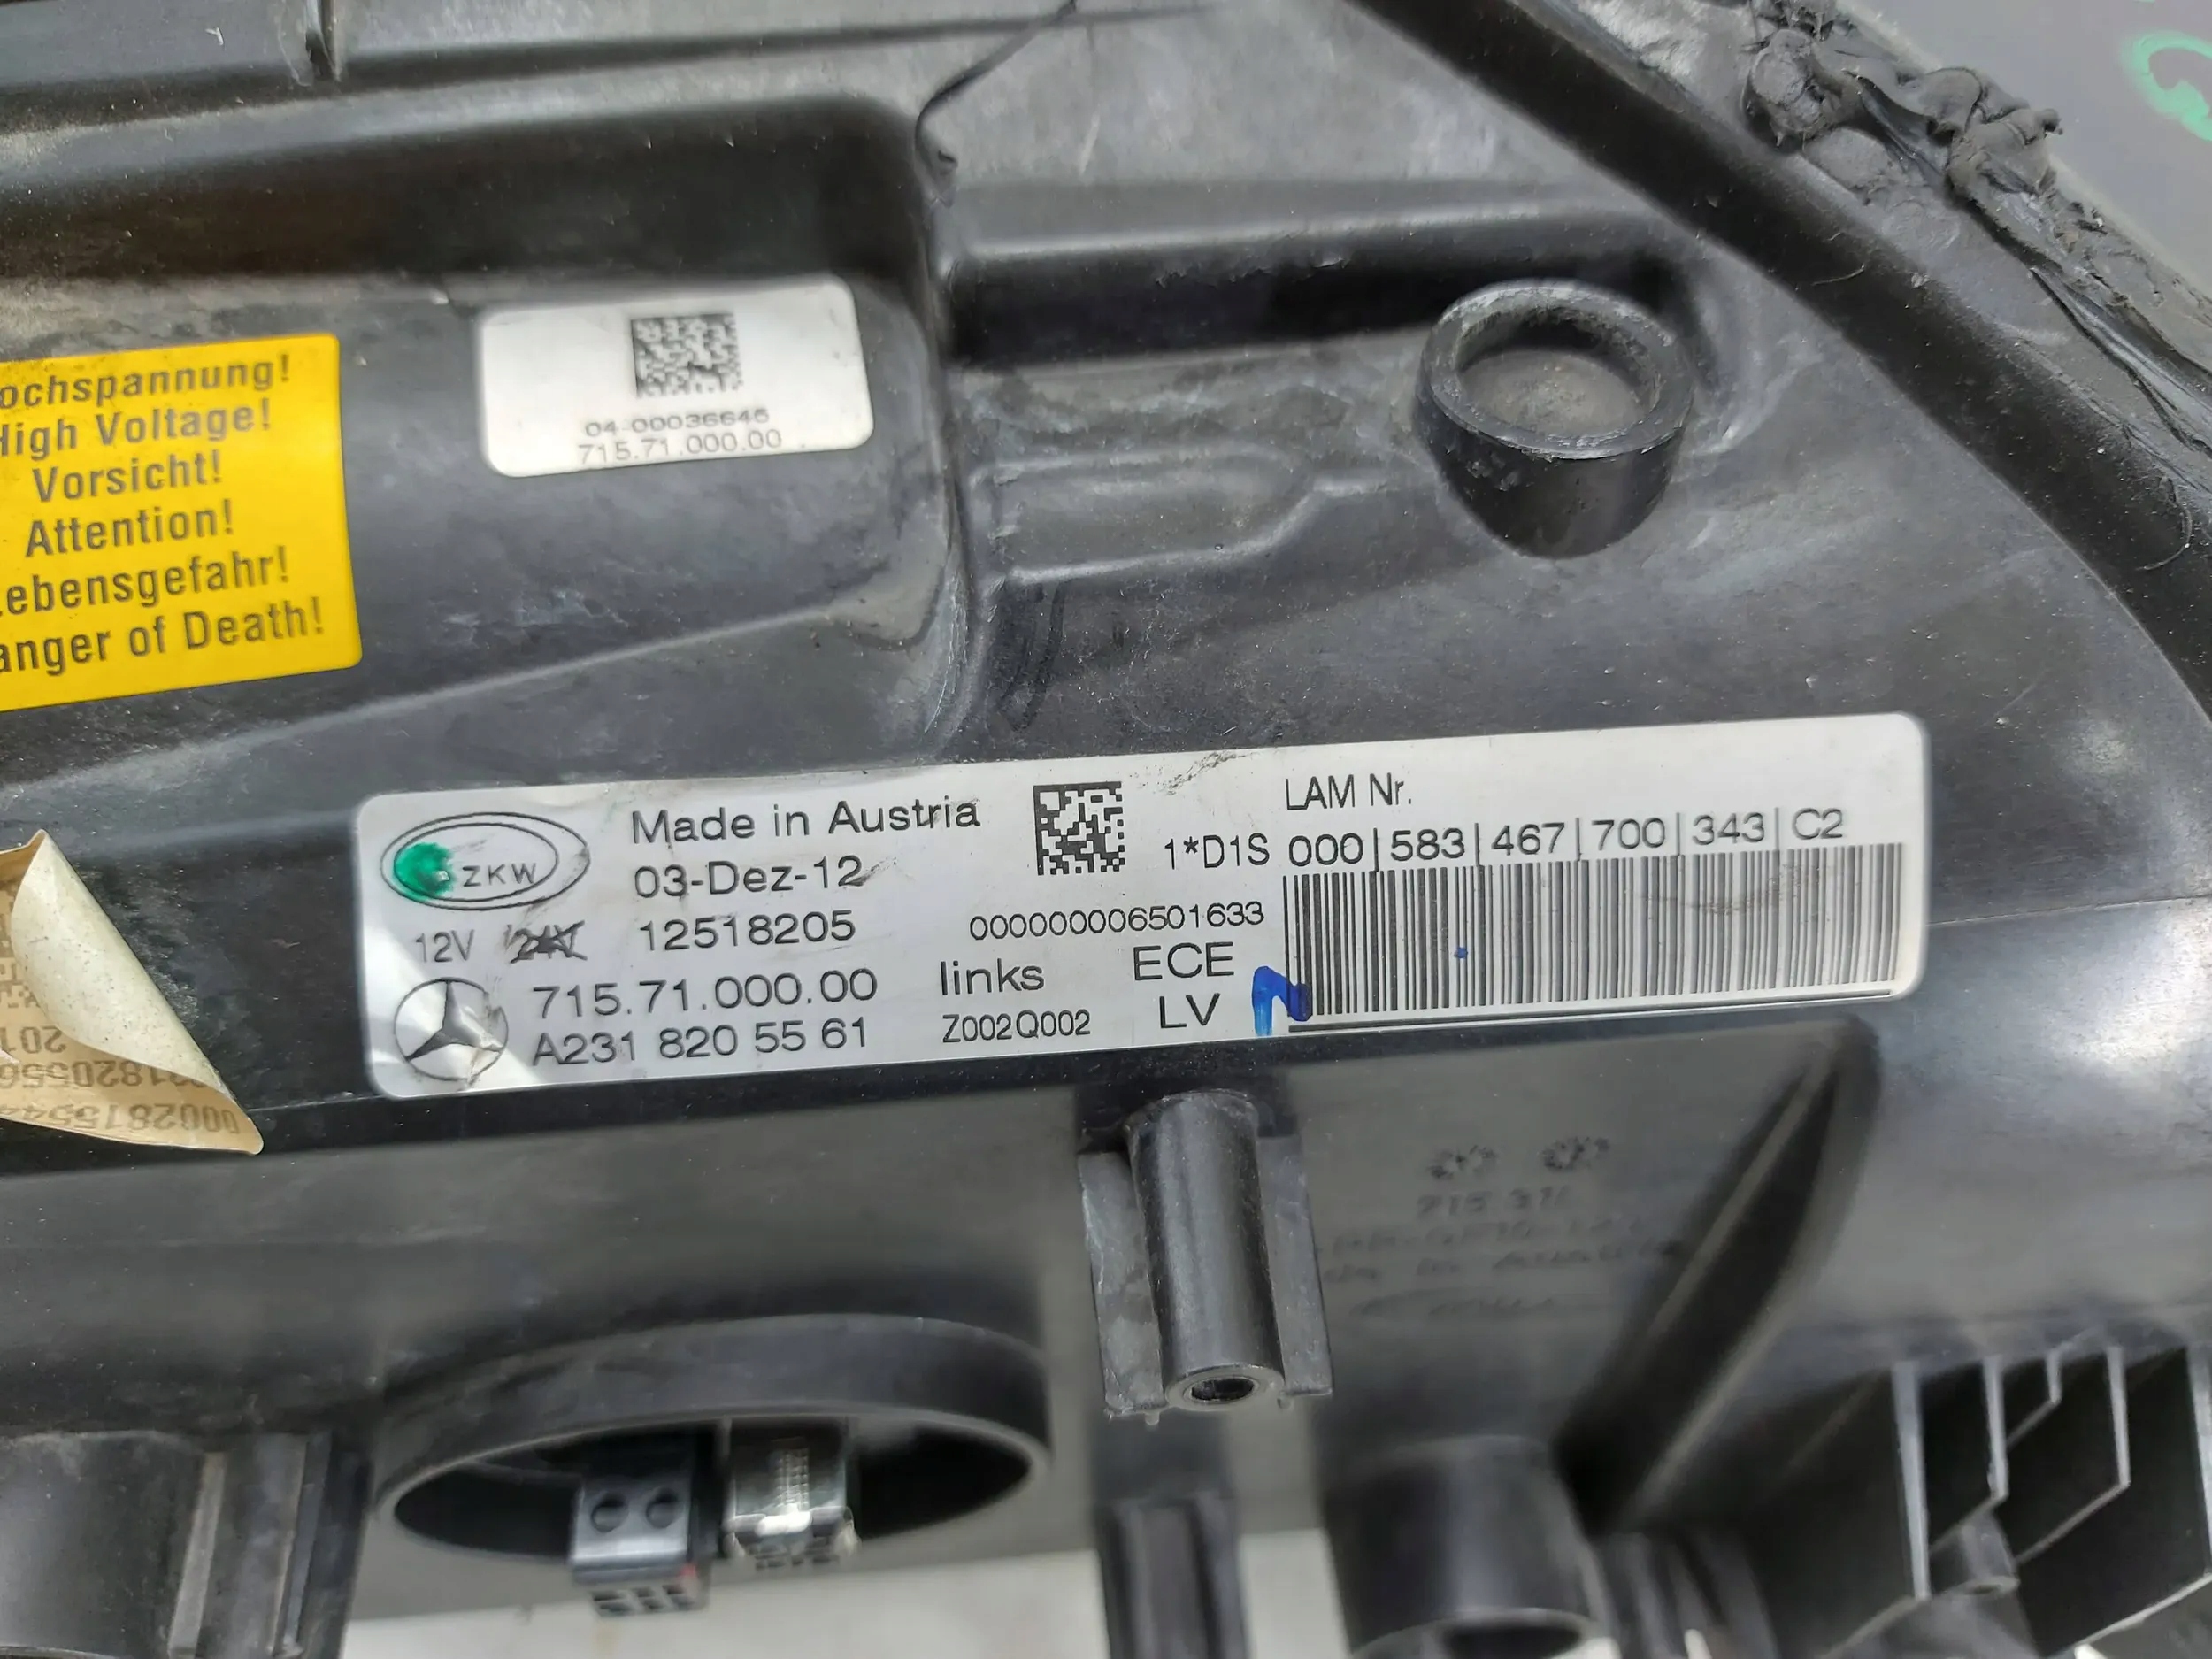 ochspannung!
High Voltage!
Vorsicht!
Attention!
Lebensgefahr!
anger of Death!
04-00036646
715.71.000.00
ZKW
Made in Austria
03-Dez-12
12V 24V 12518205
715.71.000.00
A231 820 55 61
links
Z002Q002
000000006501633
ECE
LV
LAM Nr.
1*D1S 000|583|467|700|343|C2
201